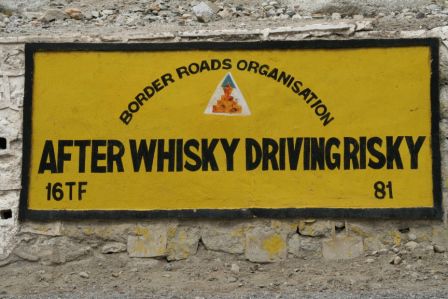 BORDER ROADS ORGANISATION
AFTER WHISKY DRIVING RISKY
16TF 81